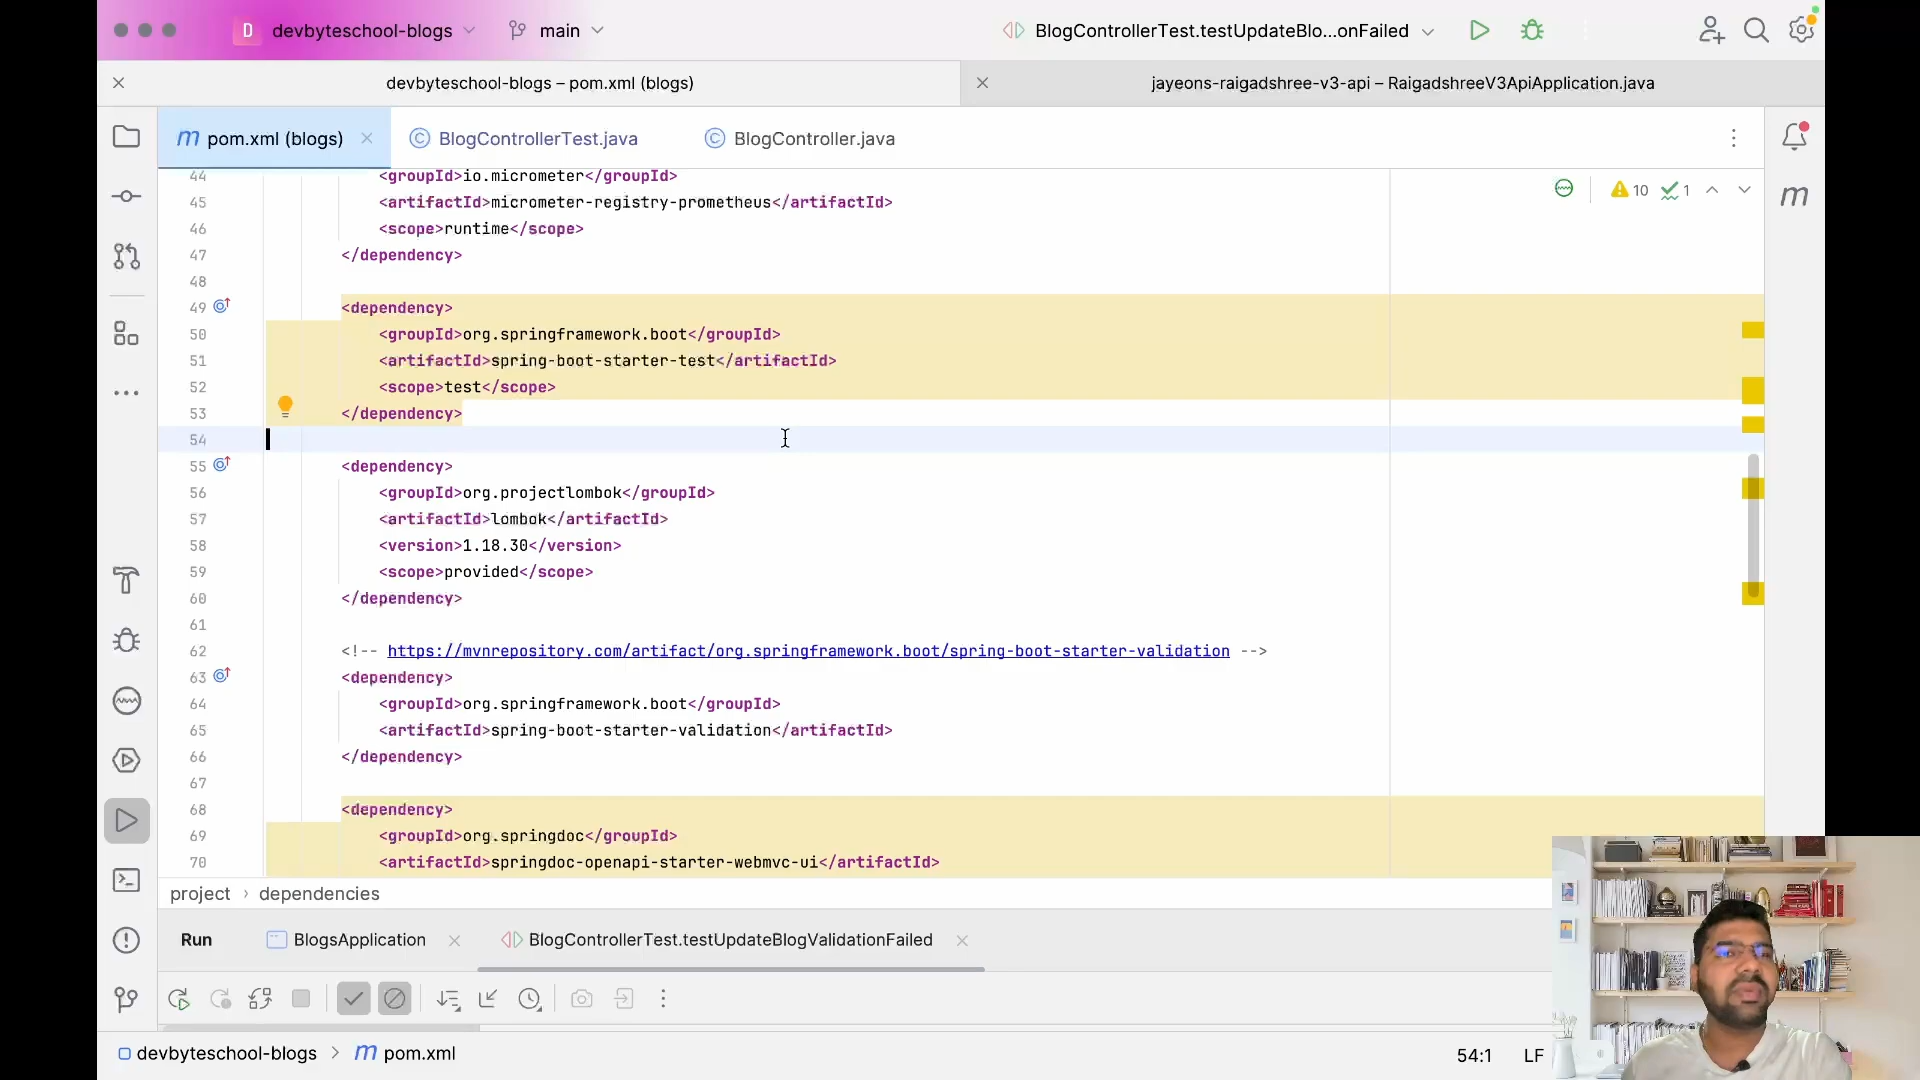 D devbyteschool-blogs main BlogControllerTest.testUpdateBlo...onFailed
devbyteschool-blogs – pom.xml (blogs) jayeons-raigadshree-v3-api – RaigadshreeV3ApiApplication.java
m pom.xml (blogs) BlogControllerTest.java BlogController.java
44 <groupId>io.micrometer</groupId>
10 1
45 <artifactId>micrometer-registry-prometheus</artifactId>
46 <scope>runtime</scope>
47 </dependency>
48
49 <dependency>
50 <groupId>org.springframework.boot</groupId>
51 <artifactId>spring-boot-starter-test</artifactId>
52 <scope>test</scope>
53 </dependency>
54
55 <dependency>
56 <groupId>org.projectlombok</groupId>
57 <artifactId>lombok</artifactId>
58 <version>1.18.30</version>
59 <scope>provided</scope>
60 </dependency>
61
62 <!-- https://mvnrepository.com/artifact/org.springframework.boot/spring-boot-starter-validation -->
63 <dependency>
64 <groupId>org.springframework.boot</groupId>
65 <artifactId>spring-boot-starter-validation</artifactId>
66 </dependency>
67
68 <dependency>
69 <groupId>org.springdoc</groupId>
70 <artifactId>springdoc-openapi-starter-webmvc-ui</artifactId>
project › dependencies
Run BlogsApplication BlogControllerTest.testUpdateBlogValidationFailed
devbyteschool-blogs > m pom.xml 54:1 LF